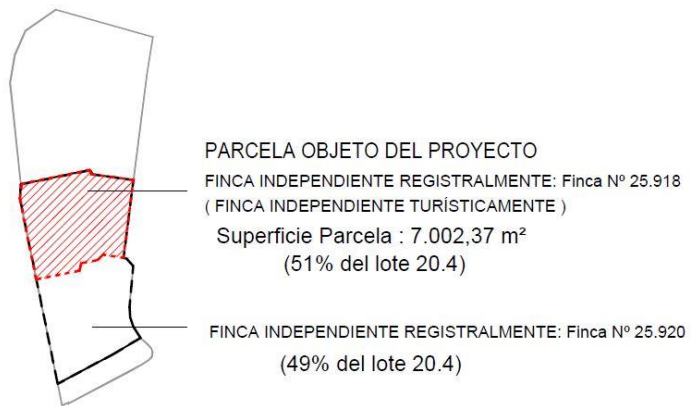 PARCELA OBJETO DEL PROYECTO
FINCA INDEPENDIENTE REGISTRALMENTE: Finca Nº 25.918
( FINCA INDEPENDIENTE TURÍSTICAMENTE )
Superficie Parcela : 7.002,37 m²
(51% del lote 20.4)
FINCA INDEPENDIENTE REGISTRALMENTE: Finca Nº 25.920
(49% del lote 20.4)